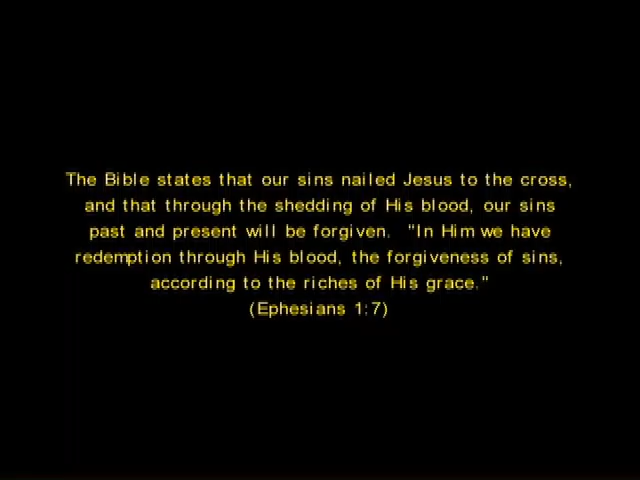 The Bible states that our sins nailed Jesus to the cross,
and that through the shedding of His blood, our sins
past and present will be forgiven. "In Him we have
redemption through His blood, the forgiveness of sins,
according to the riches of His grace."
(Ephesians 1:7)